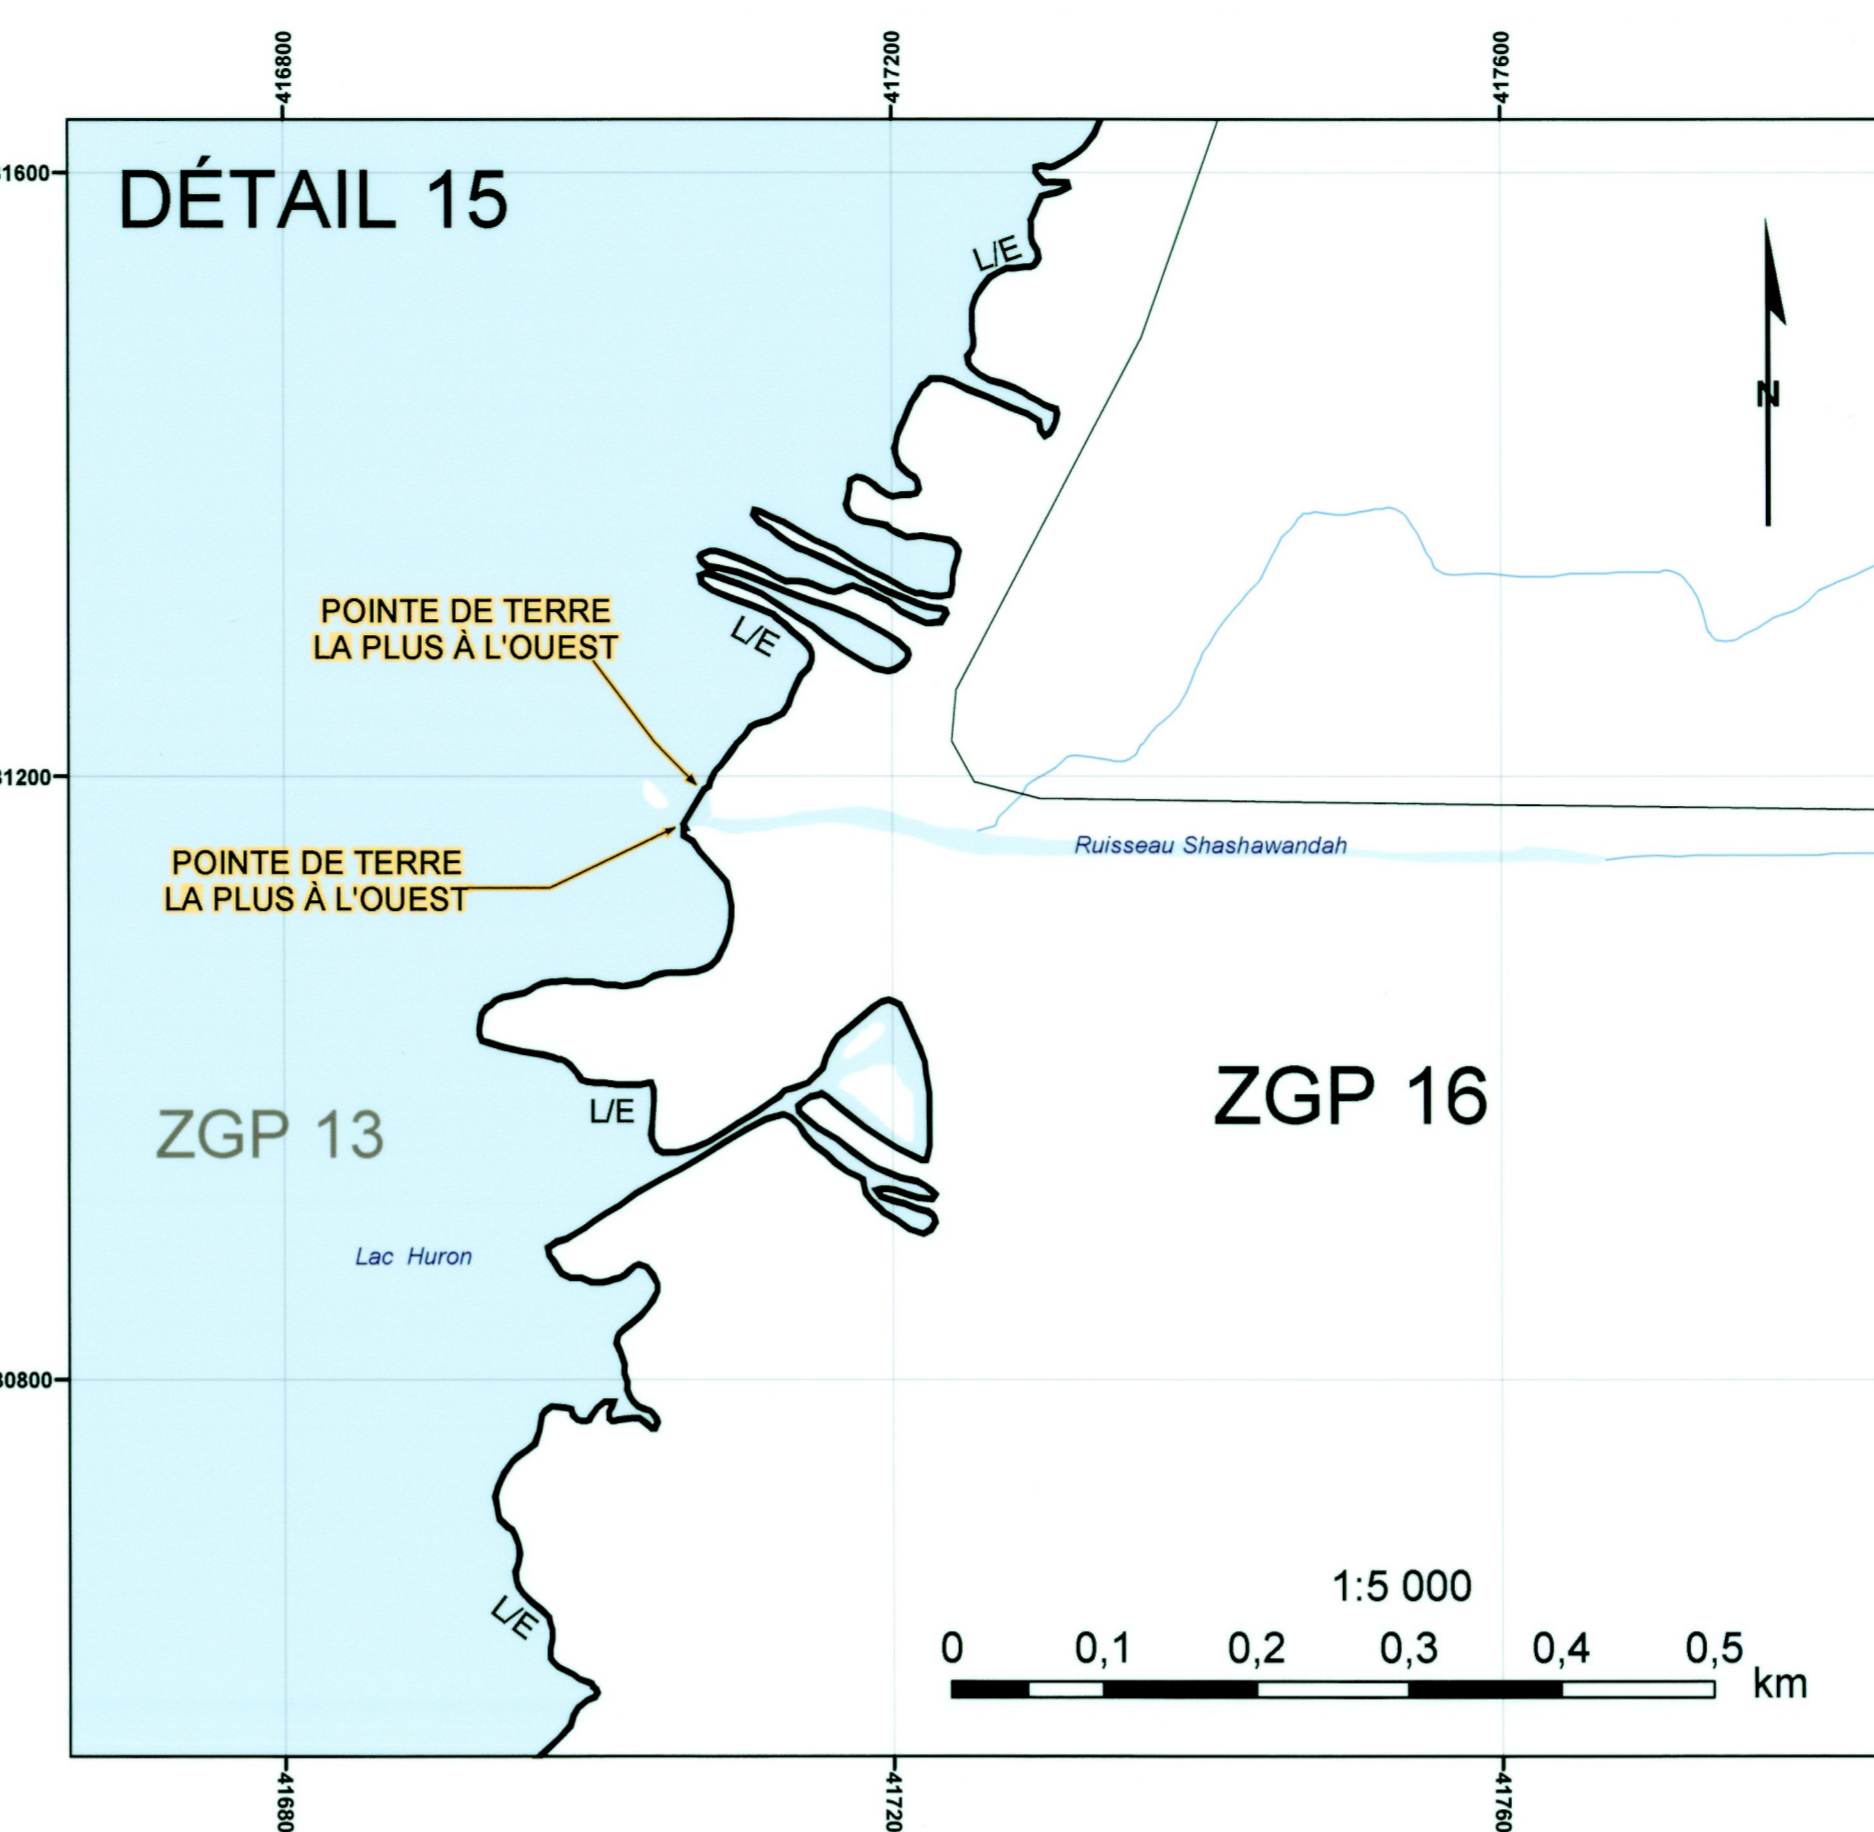 416800
417200
417600
DÉTAIL 15
1600
L/E
N
POINTE DE TERRE
LA PLUS À L'OUEST
L/E
1200
Ruisseau Shashawandah
POINTE DE TERRE
LA PLUS À L'OUEST
L/E
ZGP 13
ZGP 16
Lac Huron
0800
1:5 000
L/E
0 0,1 0,2 0,3 0,4 0,5
km
41680
41720
41760